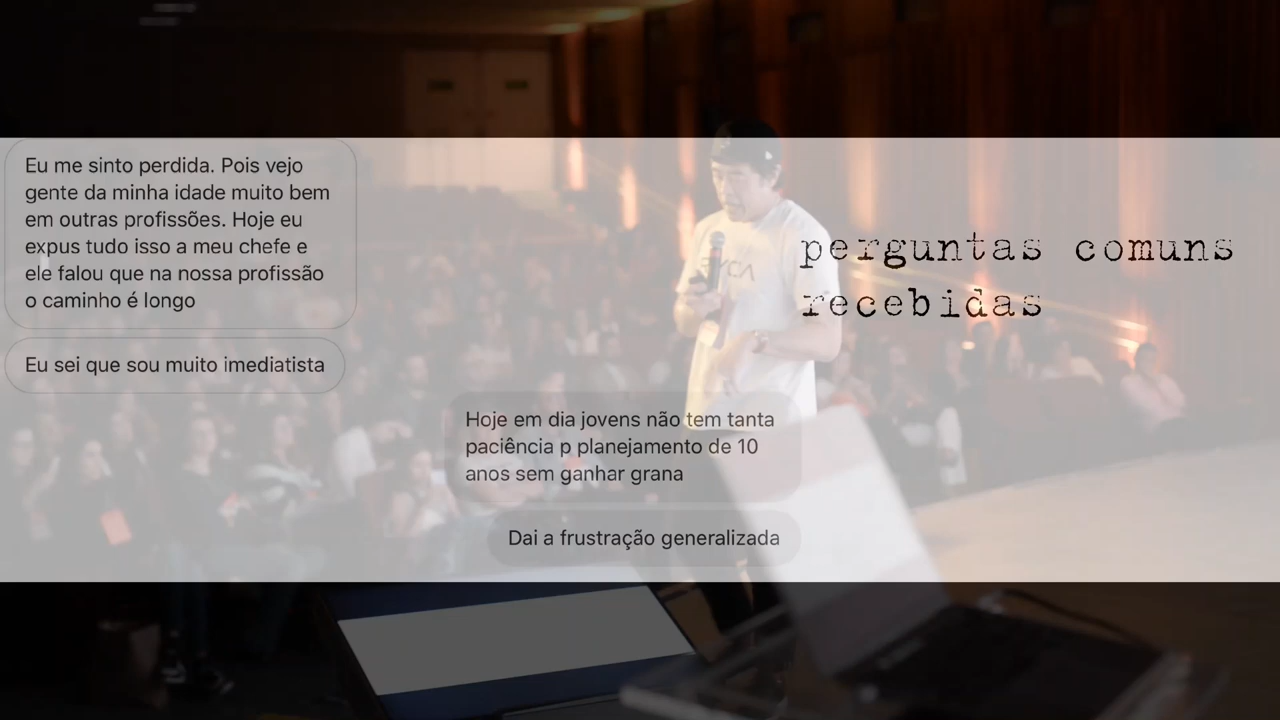 Eu me sinto perdida. Pois vejo
gente da minha idade muito bem
em outras profissões. Hoje eu
expus tudo isso a meu chefe e
ele falou que na nossa profissão
o caminho é longo
Eu sei que sou muito imediatista
perguntas comuns
recebidas
Hoje em dia jovens não tem tanta
paciência p planejamento de 10
anos sem ganhar grana
Dai a frustração generalizada